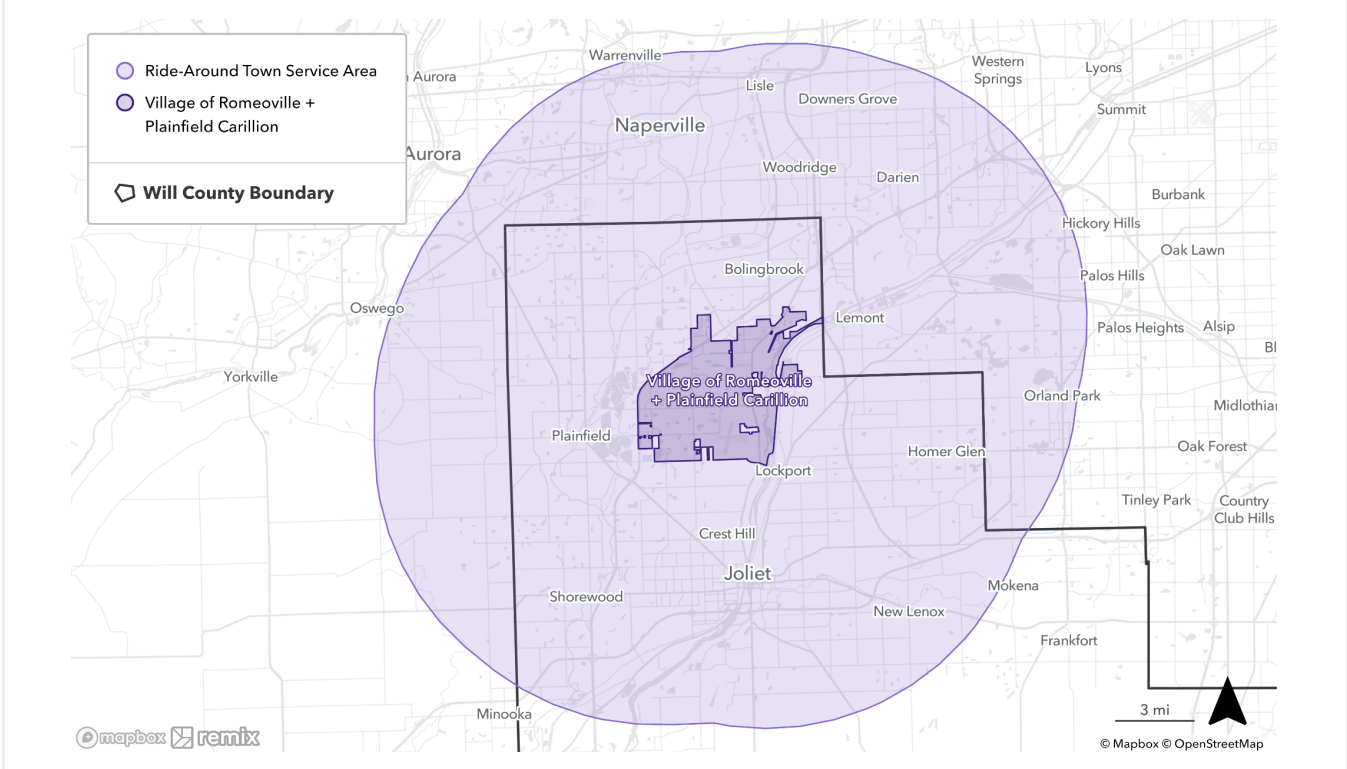 Ride-Around Town Service Area
Village of Romeoville +
Plainfield Carillion
Will County Boundary
Warrenville
Aurora
Lisle
Western
Springs
Lyons
Downers Grove
Summit
Naperville
Aurora
Woodridge
Darien
Burbank
Hickory Hills
Oak Lawn
Bolingbrook
Palos Hills
Oswego
Lemont
Palos Heights
Alsip
Bl
Yorkville
Village of Romeoville
+ Plainfield Carillion
Orland Park
Midlothian
Plainfield
Oak Forest
Homer Glen
Lockport
Tinley Park
Country
Club Hills
Crest Hill
Joliet
Mokena
Shorewood
New Lenox
Frankfort
Minooka
3 mi
mapbox
remix
© Mapbox © OpenStreetMap